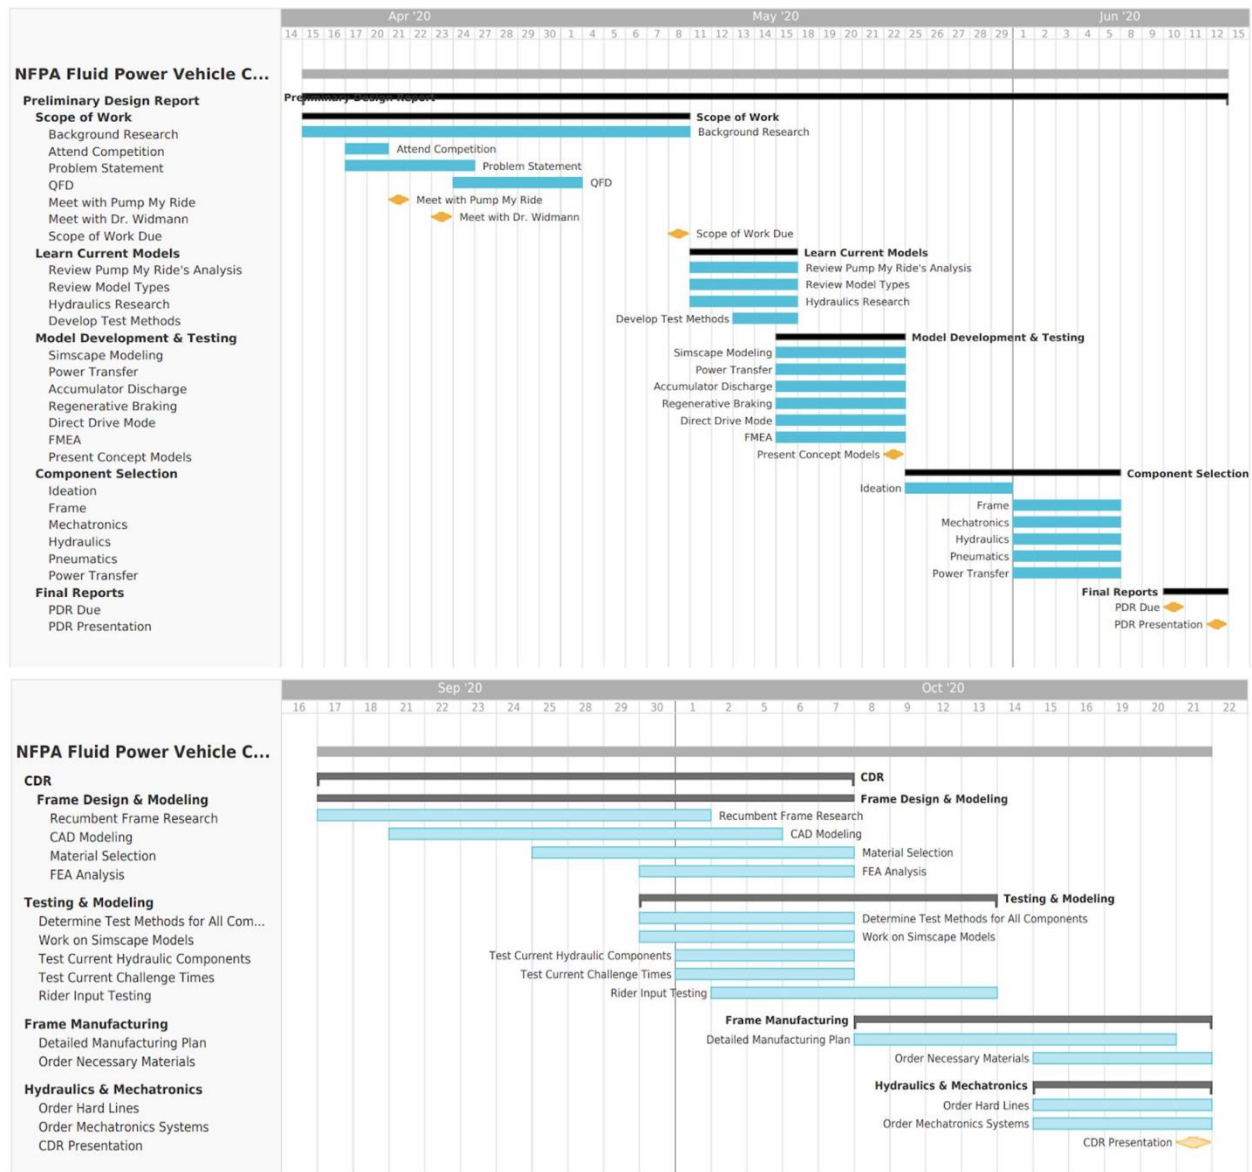 Apr '20 May '20 Jun '20
14 15 16 17 20 21 22 23 24 27 28 29 30 1 4 5 6 7 8 11 12 13 14 15 18 19 20 21 22 25 26 27 28 29 1 2 3 4 5 8 9 10 11 12 15
NFPA Fluid Power Vehicle C...
Preliminary Design Report Preliminary Design Report
Scope of Work Scope of Work
Background Research Background Research
Attend Competition Attend Competition
Problem Statement Problem Statement
QFD QFD
Meet with Pump My Ride Meet with Pump My Ride
Meet with Dr. Widmann Meet with Dr. Widmann
Scope of Work Due Scope of Work Due
Learn Current Models Learn Current Models
Review Pump My Ride's Analysis Review Pump My Ride's Analysis
Review Model Types Review Model Types
Hydraulics Research Hydraulics Research
Develop Test Methods Develop Test Methods
Model Development & Testing Model Development & Testing
Simscape Modeling Simscape Modeling
Power Transfer Power Transfer
Accumulator Discharge Accumulator Discharge
Regenerative Braking Regenerative Braking
Direct Drive Mode Direct Drive Mode
FMEA FMEA
Present Concept Models Present Concept Models
Component Selection Component Selection
Ideation Ideation
Frame Frame
Mechatronics Mechatronics
Hydraulics Hydraulics
Pneumatics Pneumatics
Power Transfer Power Transfer
Final Reports Final Reports
PDR Due PDR Due
PDR Presentation PDR Presentation
Sep '20 Oct '20
16 17 18 21 22 23 24 25 28 29 30 1 2 5 6 7 8 9 12 13 14 15 16 19 20 21 22
NFPA Fluid Power Vehicle C...
CDR CDR
Frame Design & Modeling Frame Design & Modeling
Recumbent Frame Research Recumbent Frame Research
CAD Modeling CAD Modeling
Material Selection Material Selection
FEA Analysis FEA Analysis
Testing & Modeling Testing & Modeling
Determine Test Methods for All Com... Determine Test Methods for All Components
Work on Simscape Models Work on Simscape Models
Test Current Hydraulic Components Test Current Hydraulic Components
Test Current Challenge Times Test Current Challenge Times
Rider Input Testing Rider Input Testing
Frame Manufacturing Frame Manufacturing
Detailed Manufacturing Plan Detailed Manufacturing Plan
Order Necessary Materials Order Necessary Materials
Hydraulics & Mechatronics Hydraulics & Mechatronics
Order Hard Lines Order Hard Lines
Order Mechatronics Systems Order Mechatronics Systems
CDR Presentation CDR Presentation